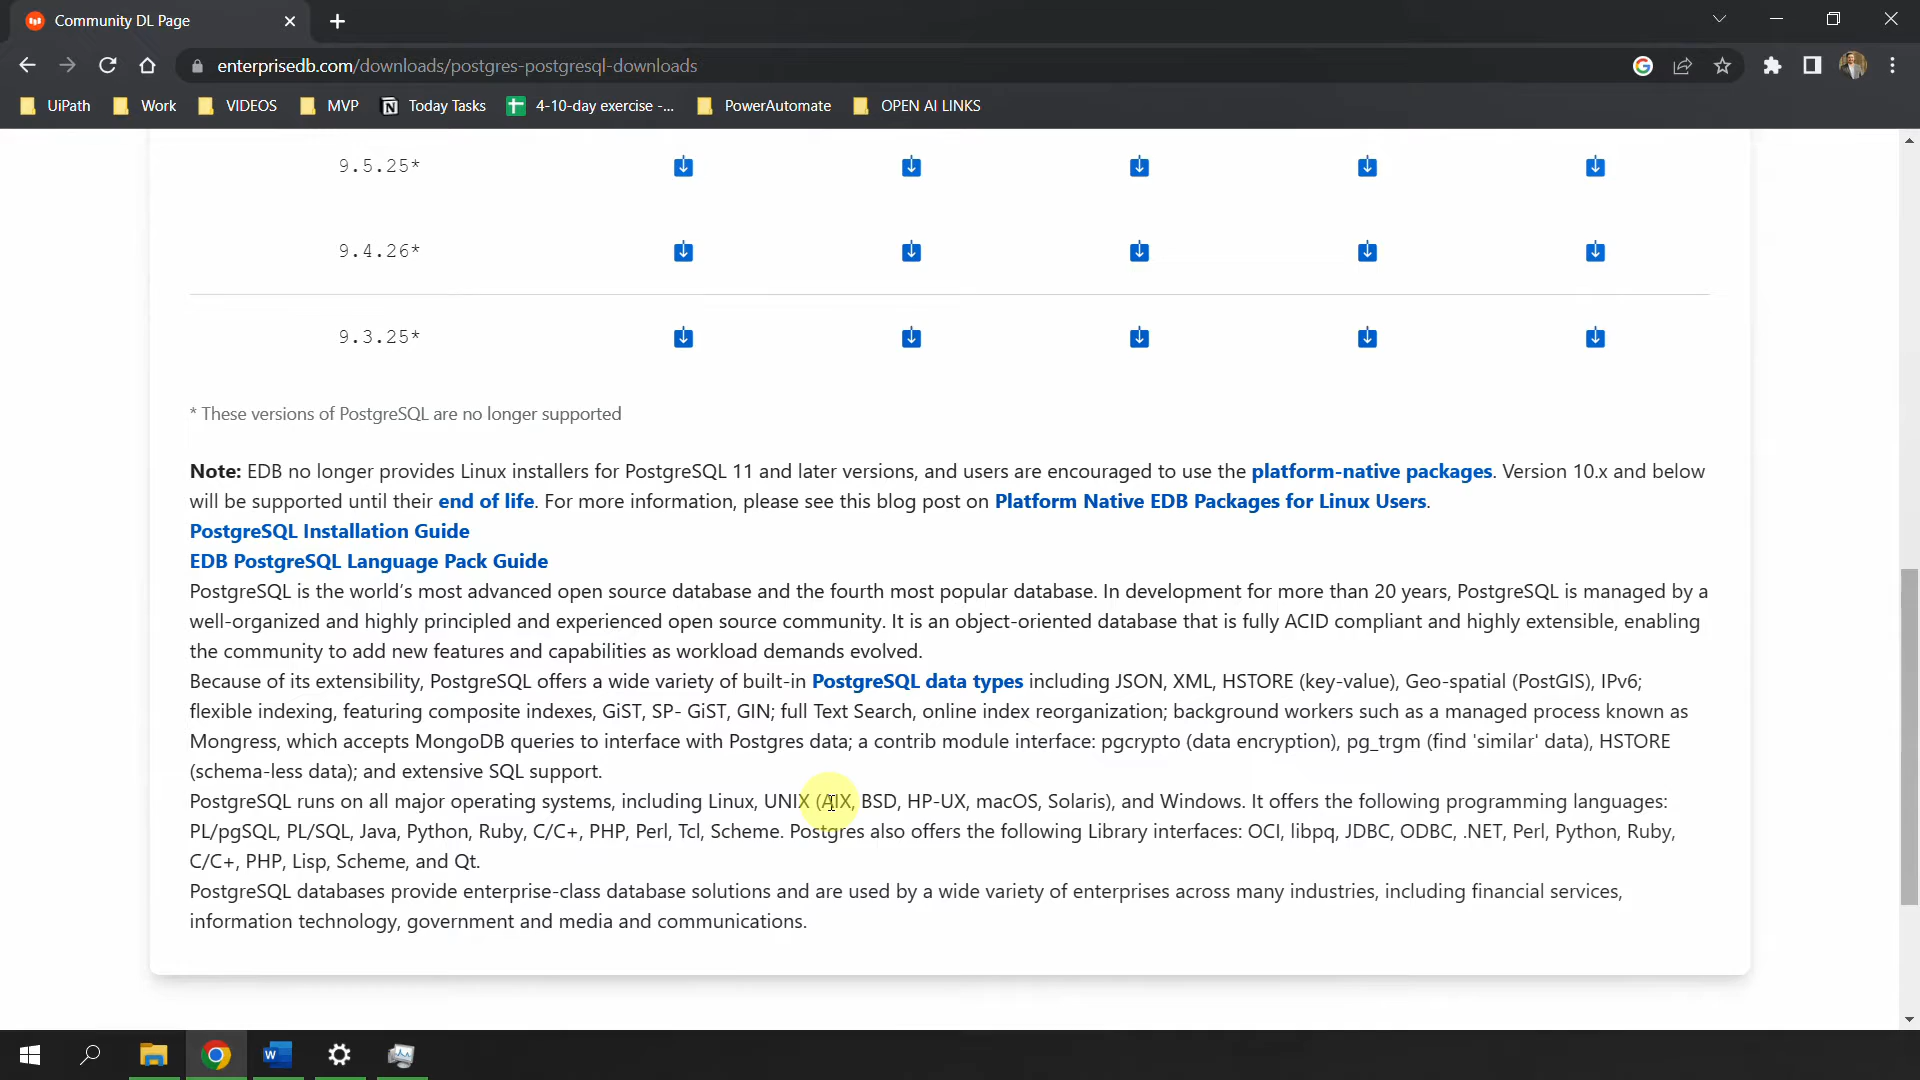 Community DL Page
enterprisedb.com/downloads/postgres-postgresql-downloads
UiPath Work VIDEOS MVP Today Tasks 4-10-day exercise -... PowerAutomate OPEN AI LINKS
9.5.25*
9.4.26*
9.3.25*
* These versions of PostgreSQL are no longer supported
Note: EDB no longer provides Linux installers for PostgreSQL 11 and later versions, and users are encouraged to use the platform-native packages. Version 10.x and below
will be supported until their end of life. For more information, please see this blog post on Platform Native EDB Packages for Linux Users.
PostgreSQL Installation Guide
EDB PostgreSQL Language Pack Guide
PostgreSQL is the world’s most advanced open source database and the fourth most popular database. In development for more than 20 years, PostgreSQL is managed by a
well-organized and highly principled and experienced open source community. It is an object-oriented database that is fully ACID compliant and highly extensible, enabling
the community to add new features and capabilities as workload demands evolved.
Because of its extensibility, PostgreSQL offers a wide variety of built-in PostgreSQL data types including JSON, XML, HSTORE (key-value), Geo-spatial (PostGIS), IPv6;
flexible indexing, featuring composite indexes, GiST, SP- GiST, GIN; full Text Search, online index reorganization; background workers such as a managed process known as
Mongress, which accepts MongoDB queries to interface with Postgres data; a contrib module interface: pgcrypto (data encryption), pg_trgm (find 'similar' data), HSTORE
(schema-less data); and extensive SQL support.
PostgreSQL runs on all major operating systems, including Linux, UNIX (AIX, BSD, HP-UX, macOS, Solaris), and Windows. It offers the following programming languages:
PL/pgSQL, PL/SQL, Java, Python, Ruby, C/C+, PHP, Perl, Tcl, Scheme. Postgres also offers the following Library interfaces: OCI, libpq, JDBC, ODBC, .NET, Perl, Python, Ruby,
C/C+, PHP, Lisp, Scheme, and Qt.
PostgreSQL databases provide enterprise-class database solutions and are used by a wide variety of enterprises across many industries, including financial services,
information technology, government and media and communications.